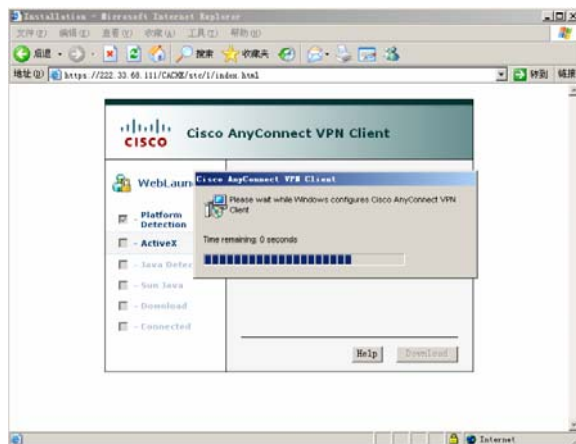 Installation - Microsoft Internet Explorer
文件(F) 编辑(E) 查看(V) 收藏(A) 工具(T) 帮助(H)
后退 搜索 收藏夹
地址(D) https://222.33.68.111/CACHE/stc/1/index.html 转到 链接
CISCO Cisco AnyConnect VPN Client
WebLaun
Cisco AnyConnect VPN Client
Please wait while Windows configures Cisco AnyConnect VPN Client
Time remaining: 0 seconds
- Platform Detection
- ActiveX
- Java Detec
- Sun Java
- Download
- Connected
Help Download
Internet